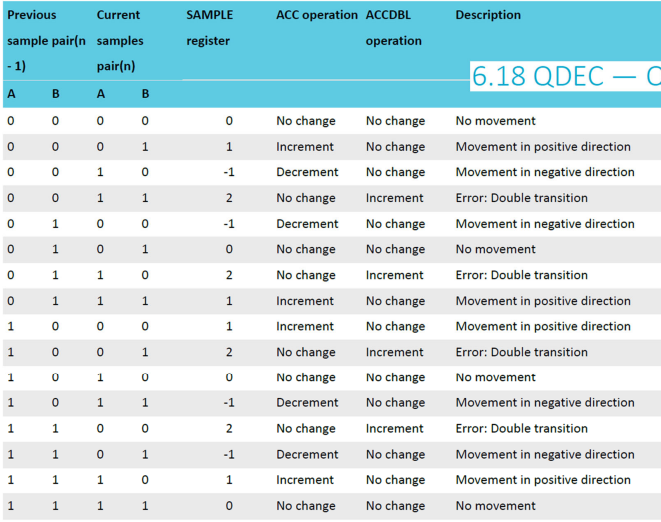 Previous Current SAMPLE ACC operation ACCDBL Description
sample pair(n samples register operation
- 1) pair(n)
6.18 QDEC — O
A B A B
0 0 0 0 0 No change No change No movement
0 0 0 1 1 Increment No change Movement in positive direction
0 0 1 0 -1 Decrement No change Movement in negative direction
0 0 1 1 2 No change Increment Error: Double transition
0 1 0 0 -1 Decrement No change Movement in negative direction
0 1 0 1 0 No change No change No movement
0 1 1 0 2 No change Increment Error: Double transition
0 1 1 1 1 Increment No change Movement in positive direction
1 0 0 0 1 Increment No change Movement in positive direction
1 0 0 1 2 No change Increment Error: Double transition
1 0 1 0 0 No change No change No movement
1 0 1 1 -1 Decrement No change Movement in negative direction
1 1 0 0 2 No change Increment Error: Double transition
1 1 0 1 -1 Decrement No change Movement in negative direction
1 1 1 0 1 Increment No change Movement in positive direction
1 1 1 1 0 No change No change No movement